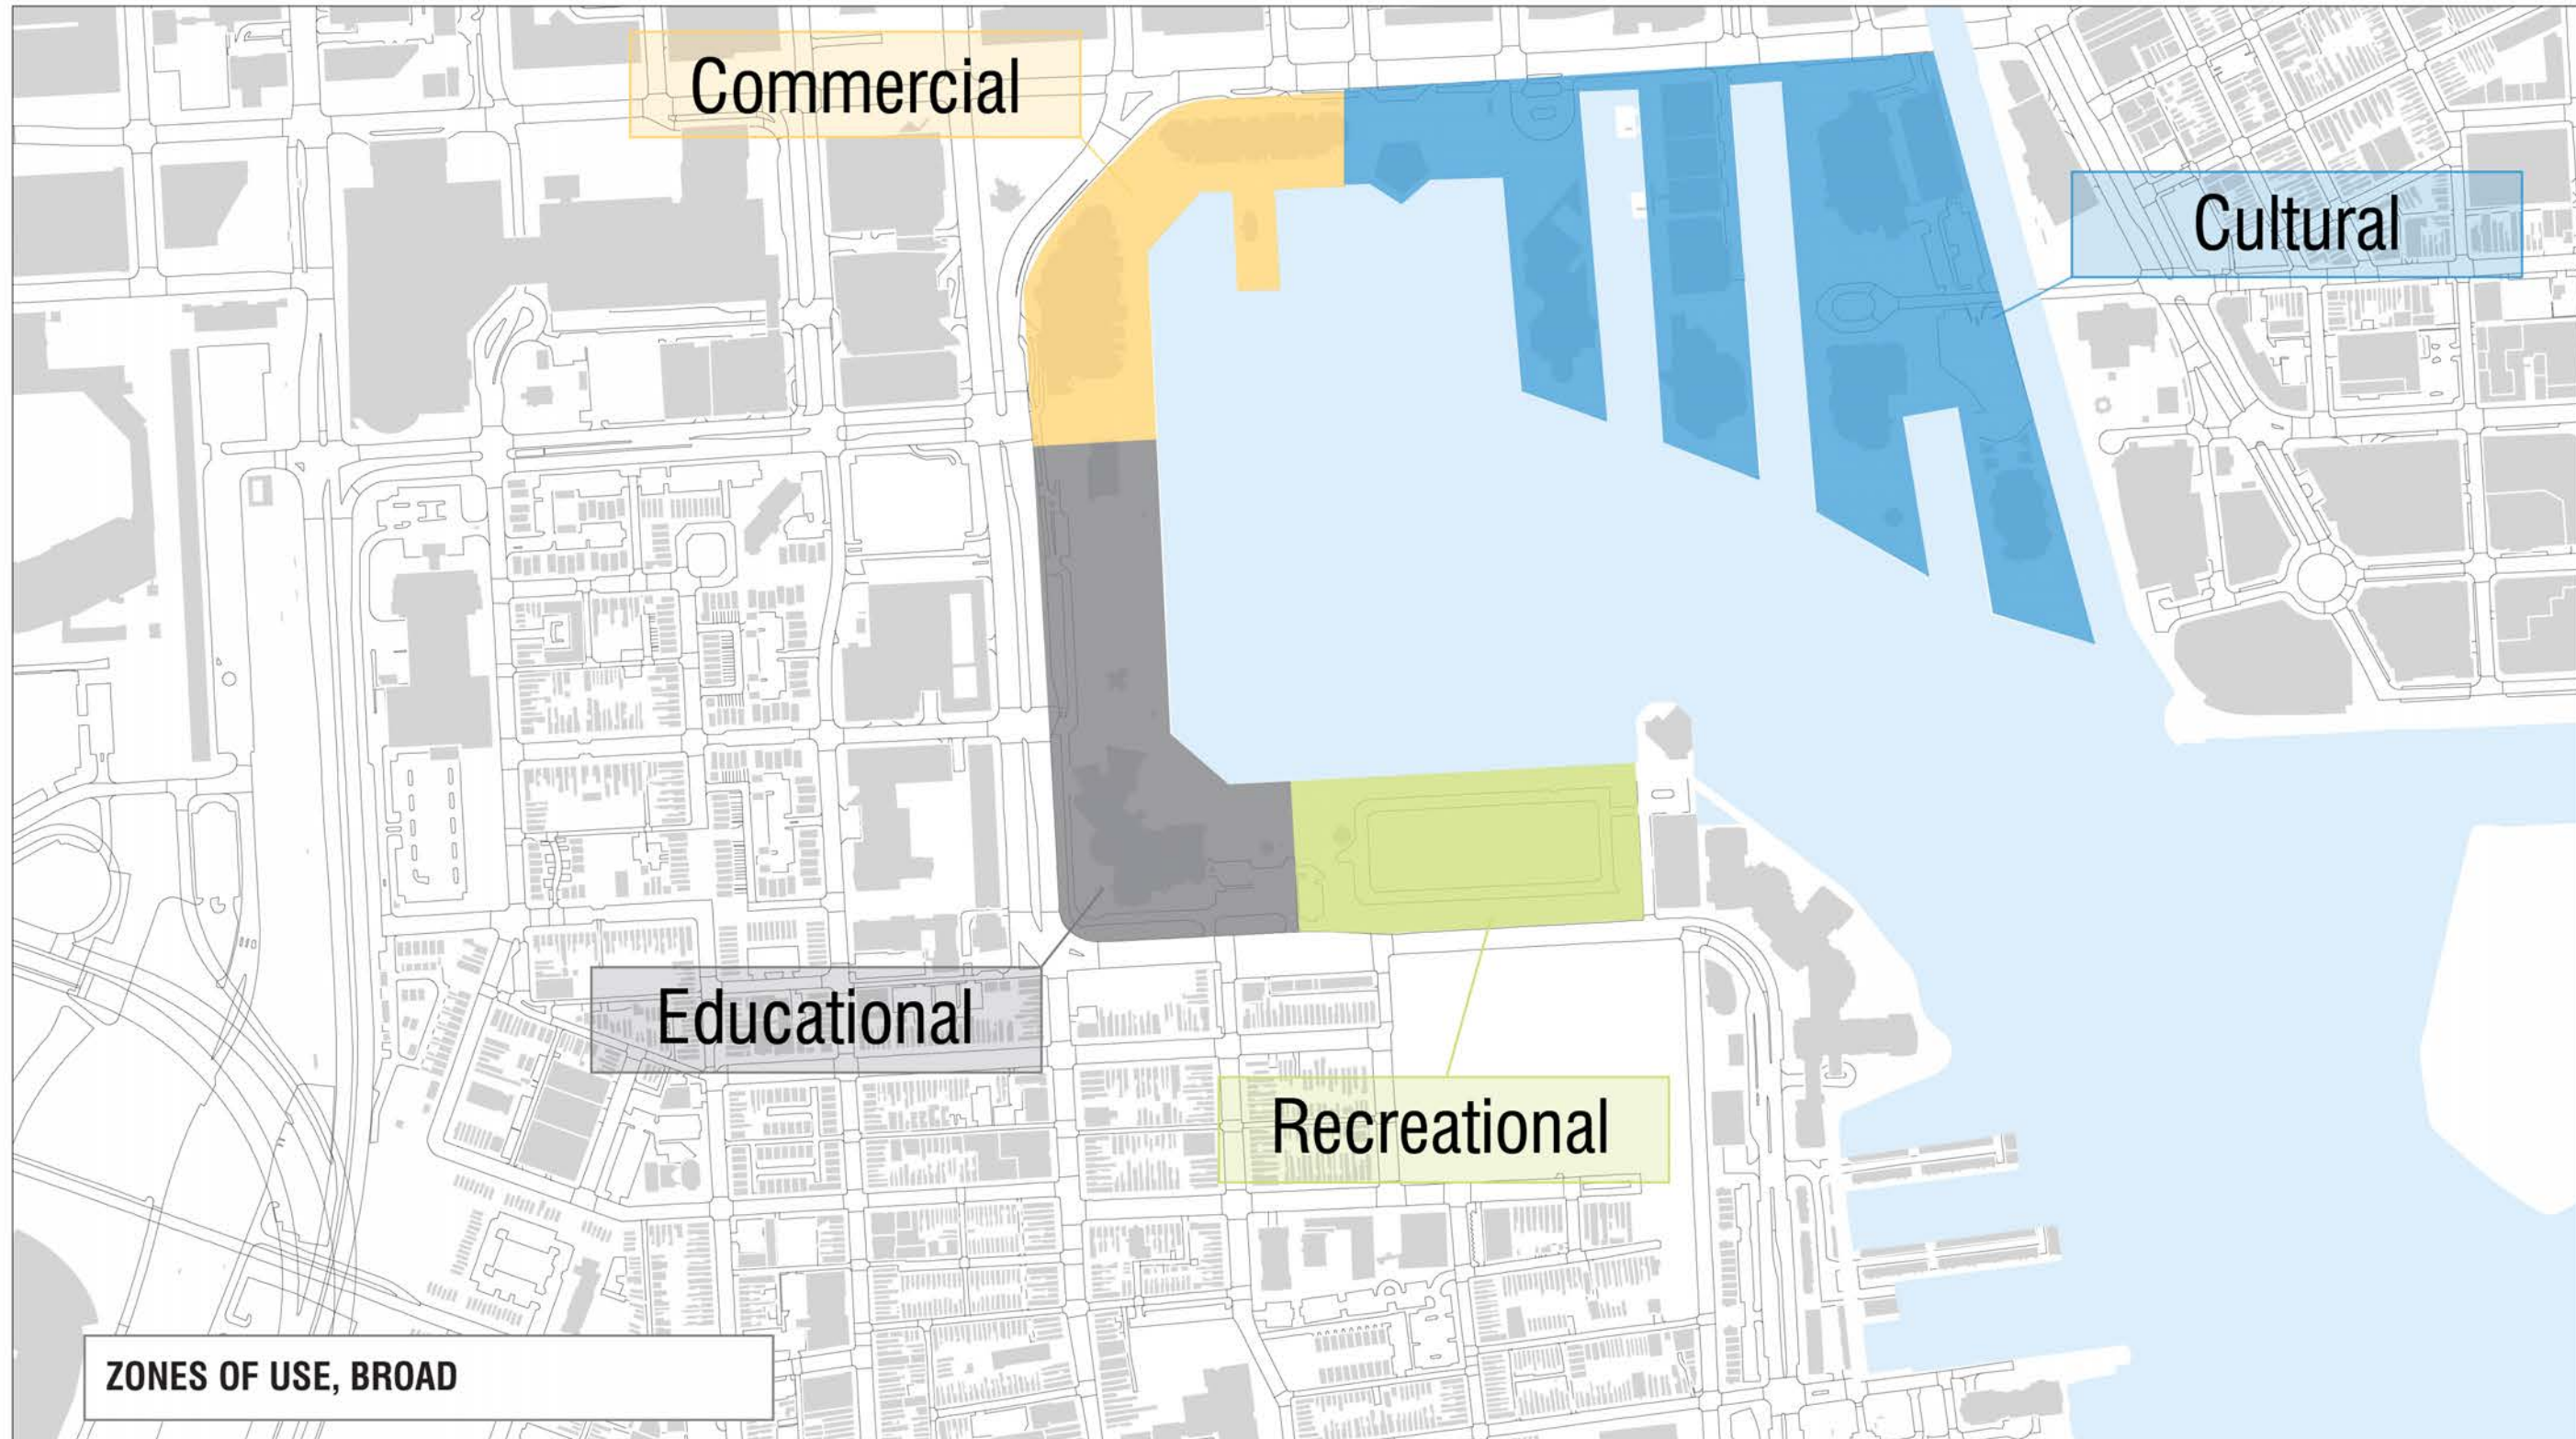 Commercial
Cultural
Educational
Recreational
ZONES OF USE, BROAD